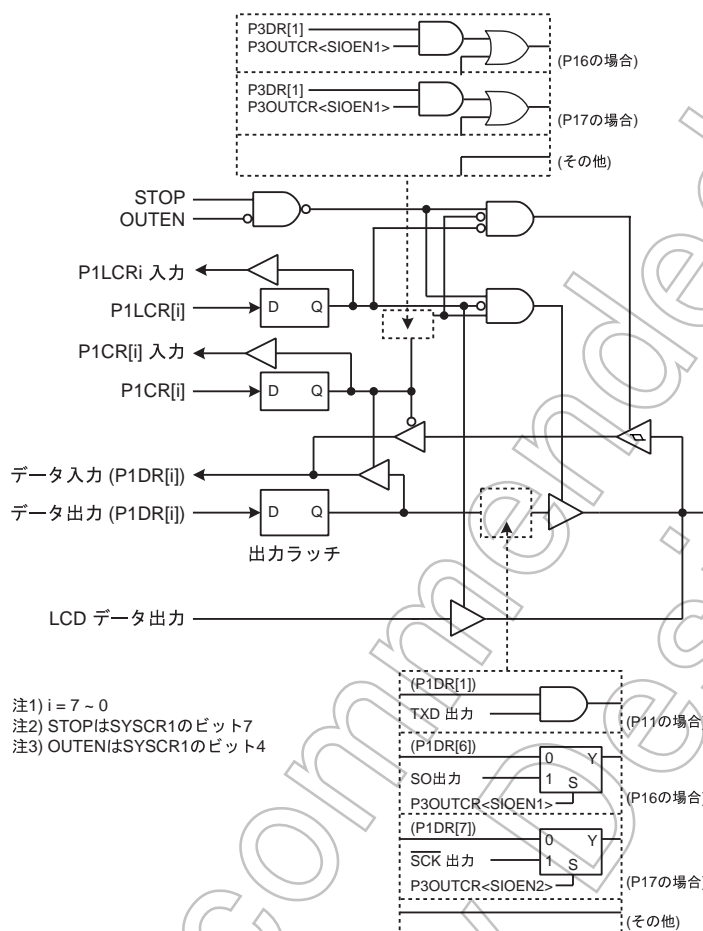 P3DR[1]
P3OUTCR<SIOEN1>
(P16の場合)
P3DR[1]
P3OUTCR<SIOEN1>
(P17の場合)
(その他)
STOP
OUTEN
P1LCRi 入力
P1LCR[i]
D Q
P1CR[i] 入力
P1CR[i]
D Q
データ入力 (P1DR[i])
データ出力 (P1DR[i])
D Q
出力ラッチ
LCD データ出力
注1) i = 7 ~ 0
注2) STOPはSYSCR1のビット7
注3) OUTENはSYSCR1のビット4
(P1DR[1])
TXD 出力
(P11の場合)
(P1DR[6])
0 Y
SO出力
1 S
P3OUTCR<SIOEN1>
(P16の場合)
(P1DR[7])
0 Y
SCK 出力
1 S
P3OUTCR<SIOEN2>
(P17の場合)
(その他)